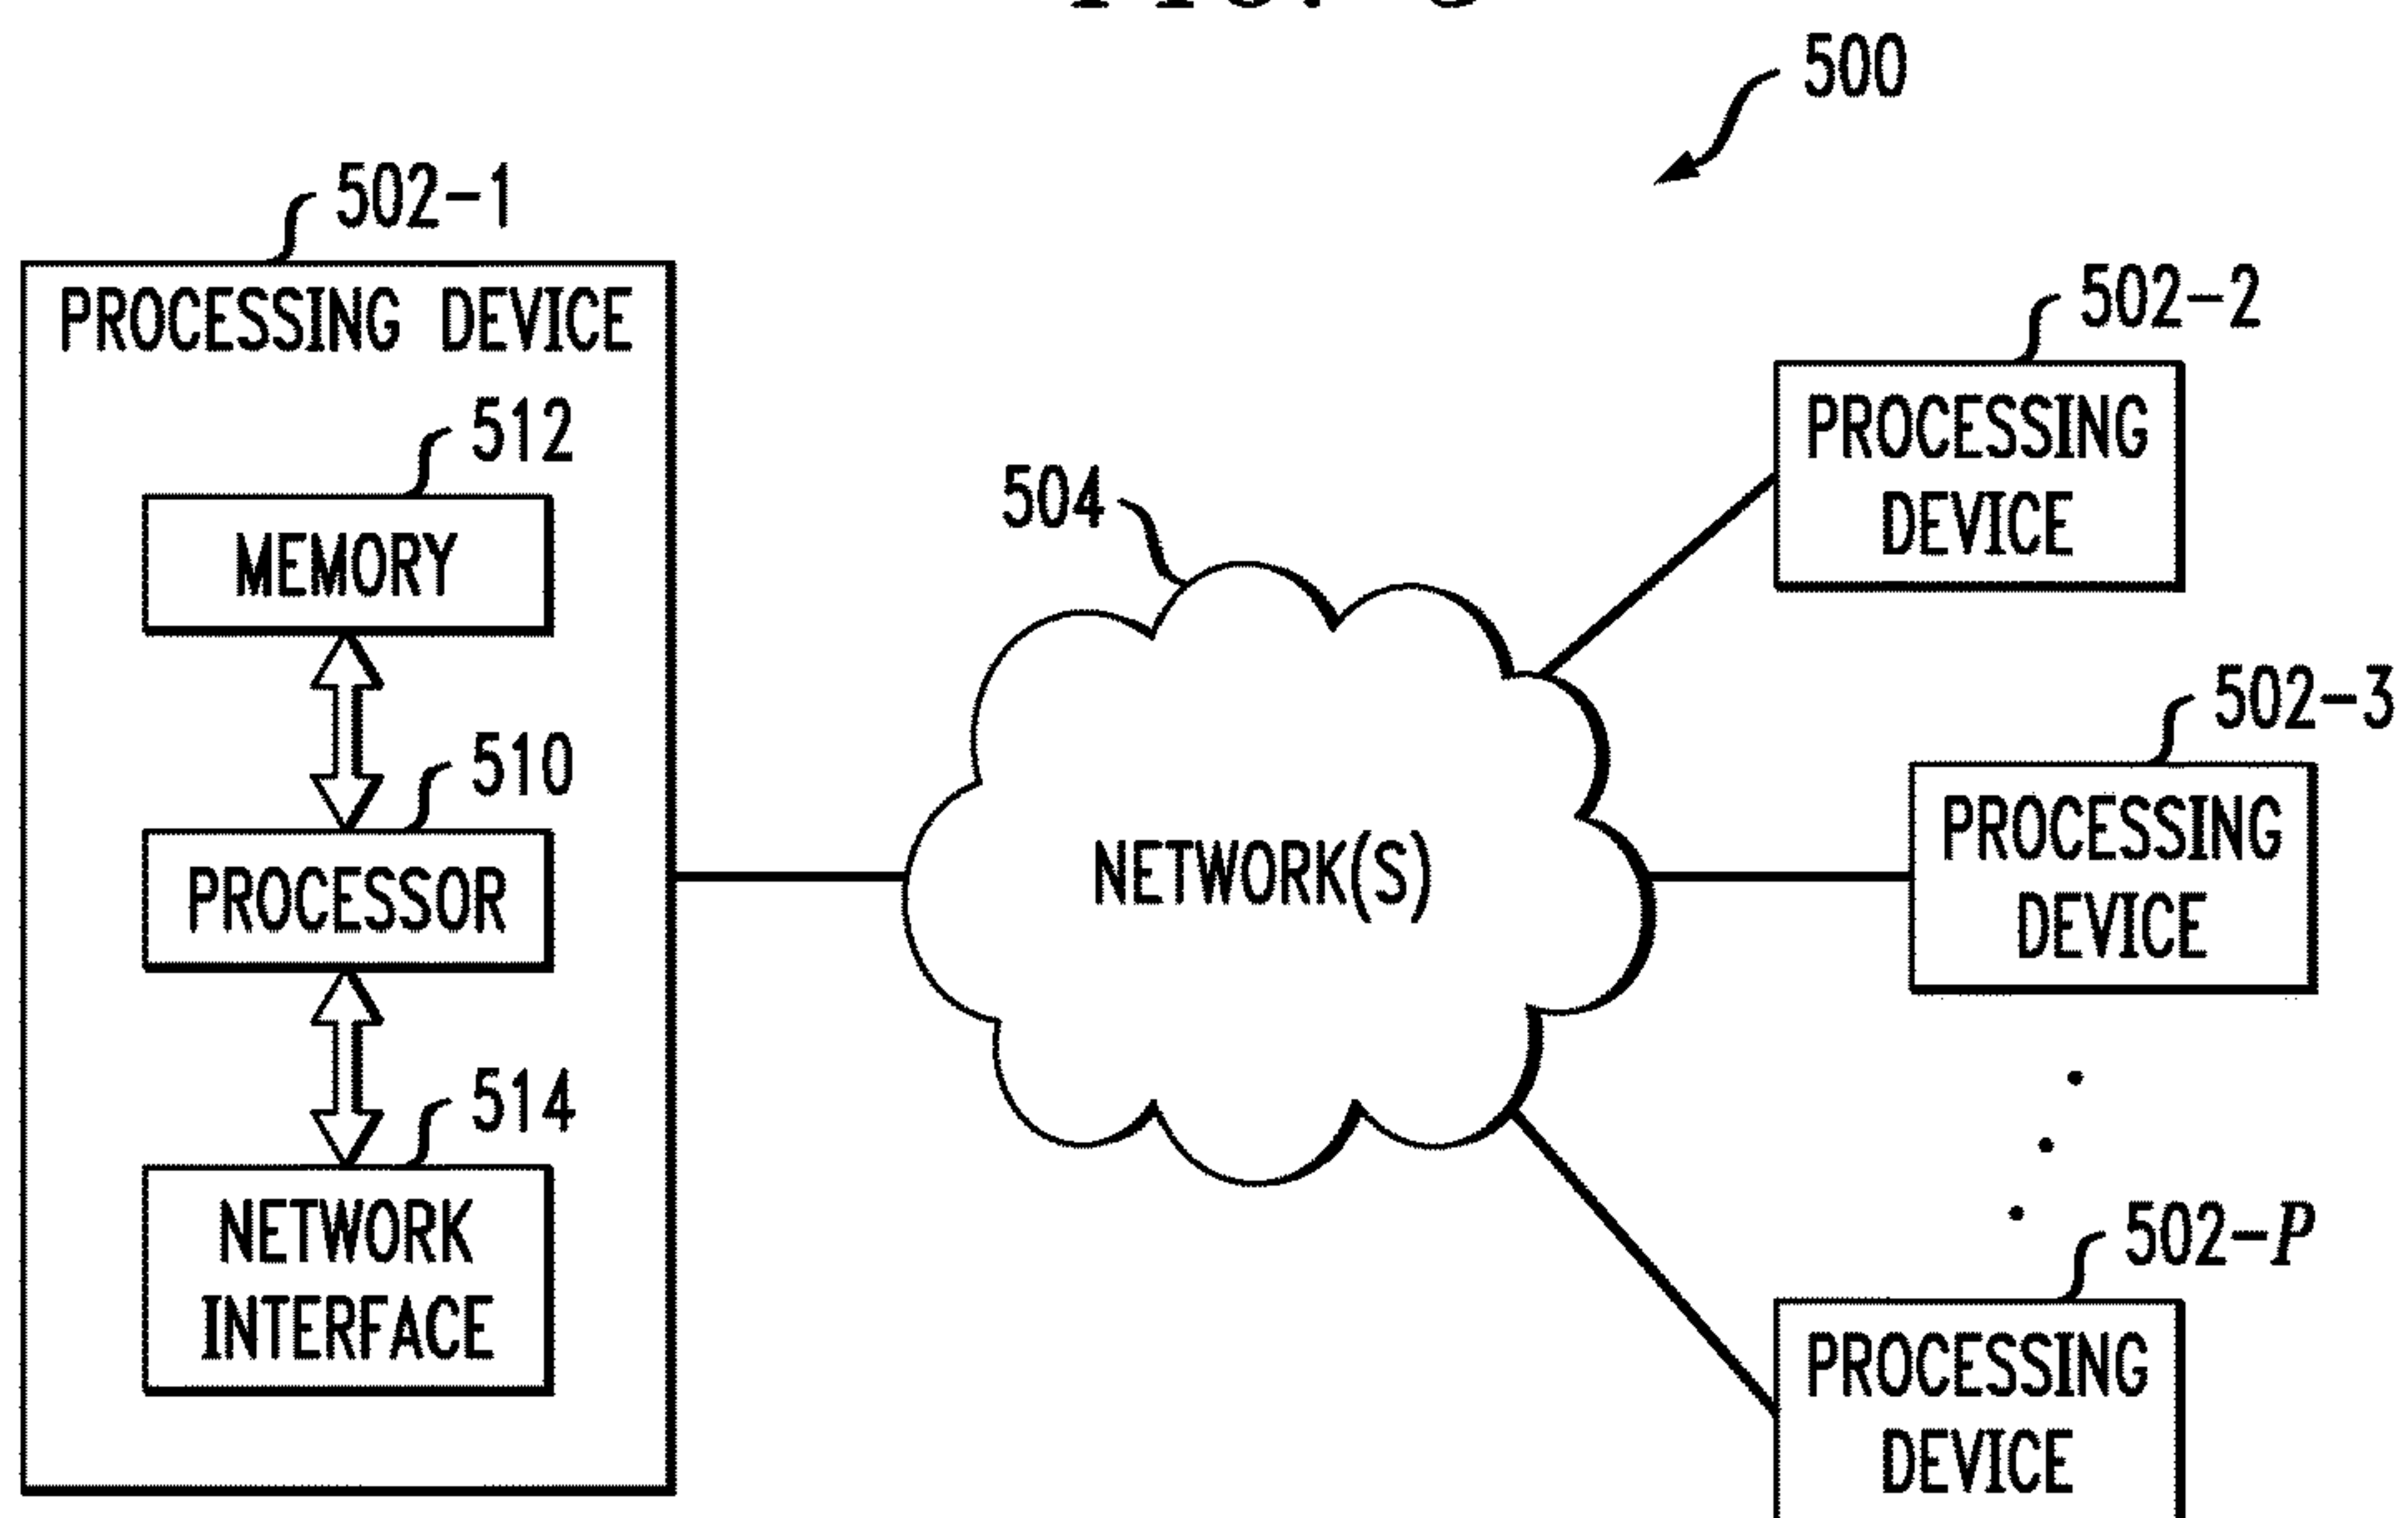 500
502-1
PROCESSING DEVICE
512
MEMORY
510
PROCESSOR
514
NETWORK
INTERFACE
504
NETWORK(S)
502-2
PROCESSING
DEVICE
502-3
PROCESSING
DEVICE
502-P
PROCESSING
DEVICE